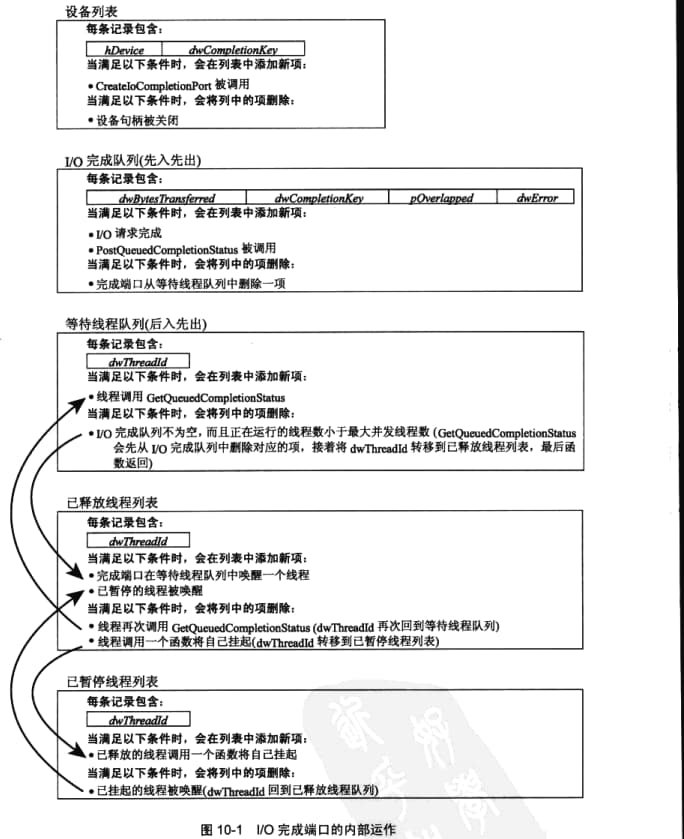 设备列表
每条记录包含：
hDevice dwCompletionKey
当满足以下条件时，会在列表中添加新项：
• CreateIoCompletionPort 被调用
当满足以下条件时，会将列中的项删除：
• 设备句柄被关闭
I/O 完成队列(先入先出)
每条记录包含：
dwBytesTransferred dwCompletionKey pOverlapped dwError
当满足以下条件时，会在列表中添加新项：
• I/O 请求完成
• PostQueuedCompletionStatus 被调用
当满足以下条件时，会将列中的项删除：
• 完成端口从等待线程队列中删除一项
等待线程队列(后入先出)
每条记录包含：
dwThreadId
当满足以下条件时，会在列表中添加新项：
• 线程调用 GetQueuedCompletionStatus
当满足以下条件时，会将列中的项删除：
• I/O 完成队列不为空，而且正在运行的线程数小于最大并发线程数 (GetQueuedCompletionStatus
会先从 I/O 完成队列中删除对应的项，接着将 dwThreadId 转移到已释放线程列表，最后函
数返回)
已释放线程列表
每条记录包含：
dwThreadId
当满足以下条件时，会在列表中添加新项：
• 完成端口在等待线程队列中唤醒一个线程
• 已暂停的线程被唤醒
当满足以下条件时，会将列中的项删除：
• 线程再次调用 GetQueuedCompletionStatus (dwThreadId 再次回到等待线程队列)
• 线程调用一个函数将自己挂起(dwThreadId 转移到已暂停线程列表)
已暂停线程列表
每条记录包含：
dwThreadId
当满足以下条件时，会在列表中添加新项：
• 已释放的线程调用一个函数将自己挂起
当满足以下条件时，会将列中的项删除：
• 已挂起的线程被唤醒(dwThreadId 回到已释放线程队列)
图 10-1 I/O 完成端口的内部运作